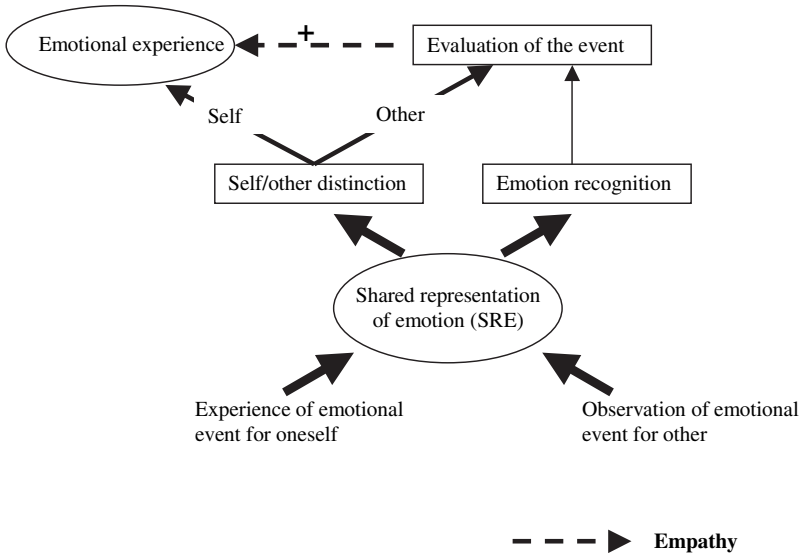 +
Emotional experience
Evaluation of the event
Self
Other
Self/other distinction
Emotion recognition
Shared representation
of emotion (SRE)
Experience of emotional
event for oneself
Observation of emotional
event for other
Empathy